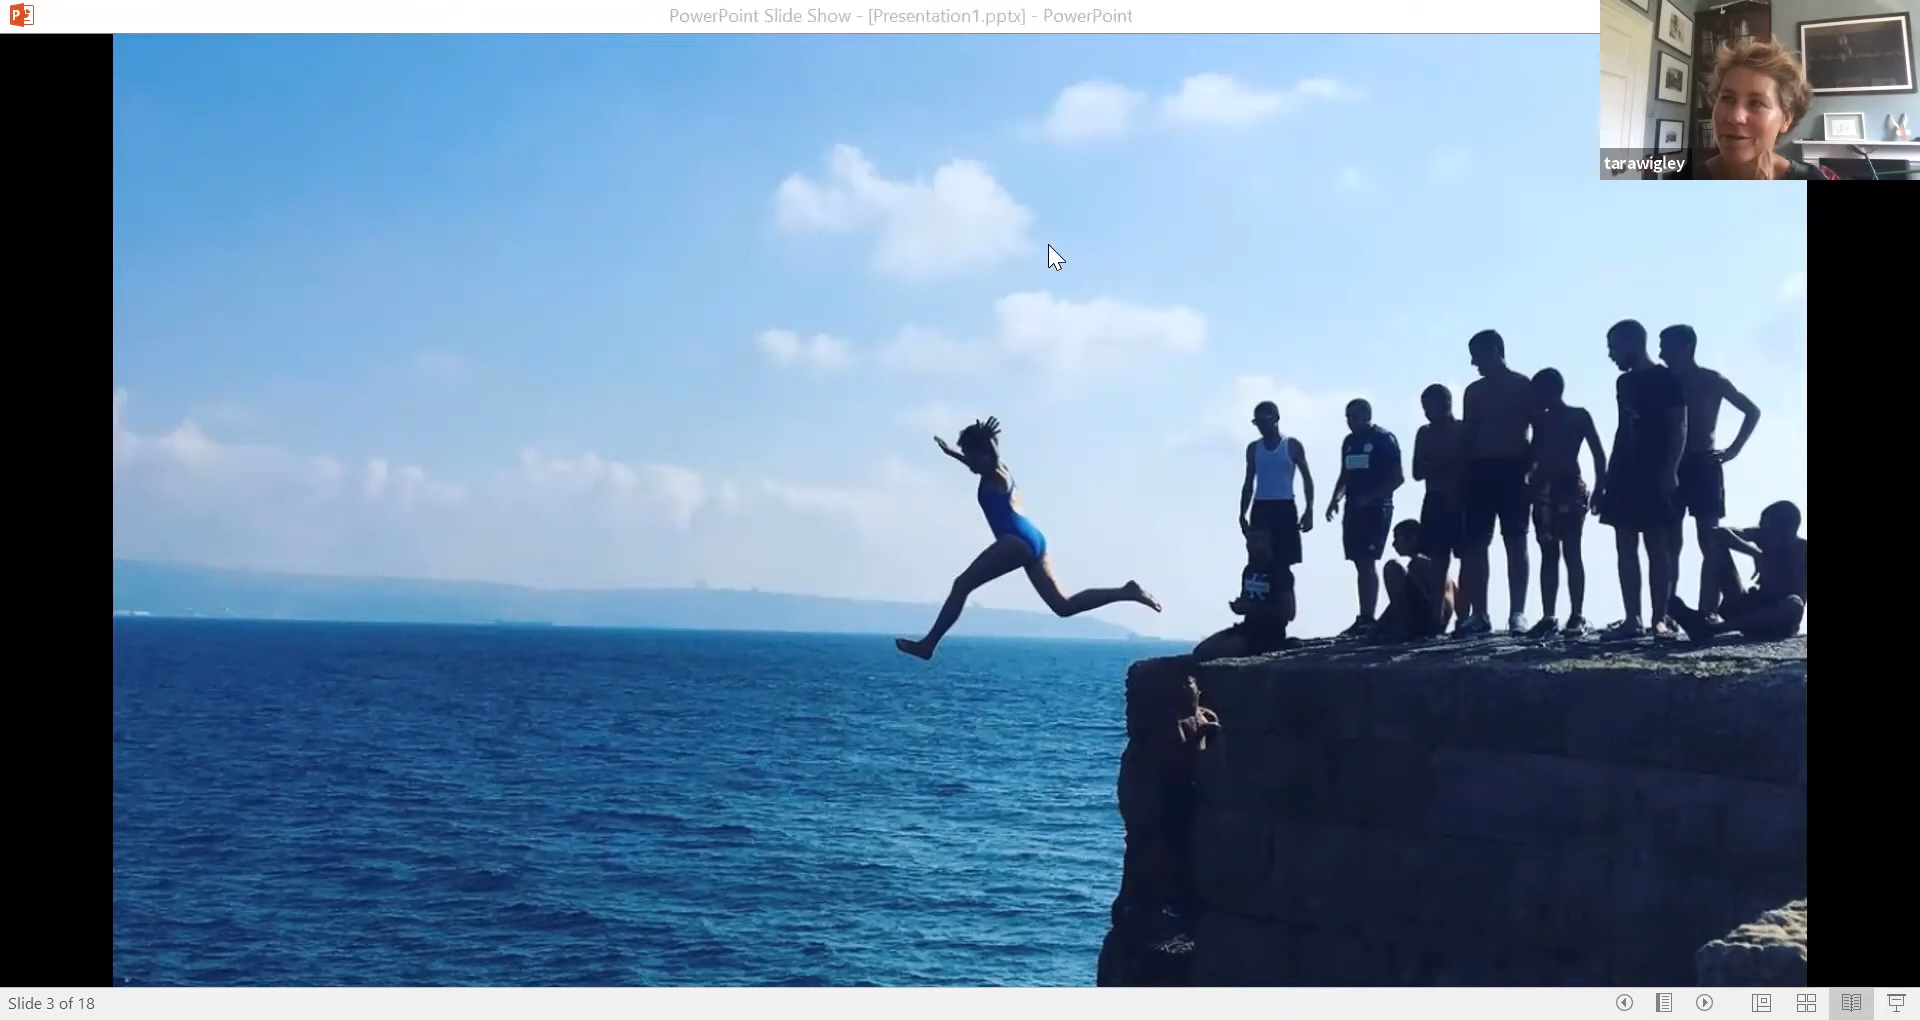 PowerPoint Slide Show - [Presentation1.pptx] - PowerPoint
tarawigley
Slide 3 of 18